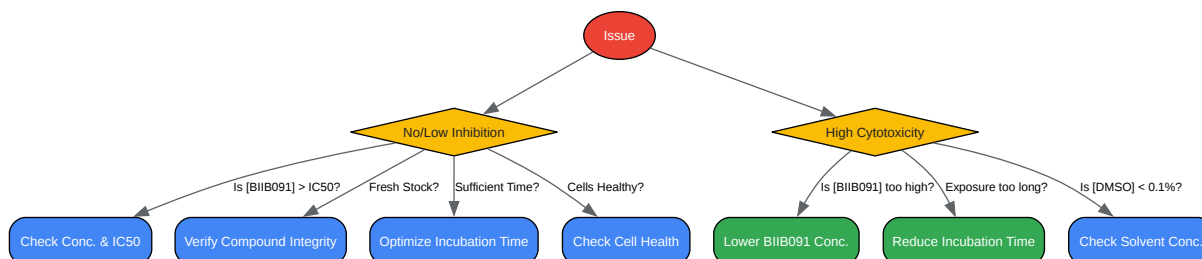 Issue
No/Low Inhibition
High Cytotoxicity
Is [BIIB091] > IC50?
Fresh Stock?
Sufficient Time?
Cells Healthy?
Is [BIIB091] too high?
Exposure too long?
Is [DMSO] < 0.1%?
Check Conc. & IC50
Verify Compound Integrity
Optimize Incubation Time
Check Cell Health
Lower BIIB091 Conc.
Reduce Incubation Time
Check Solvent Conc.